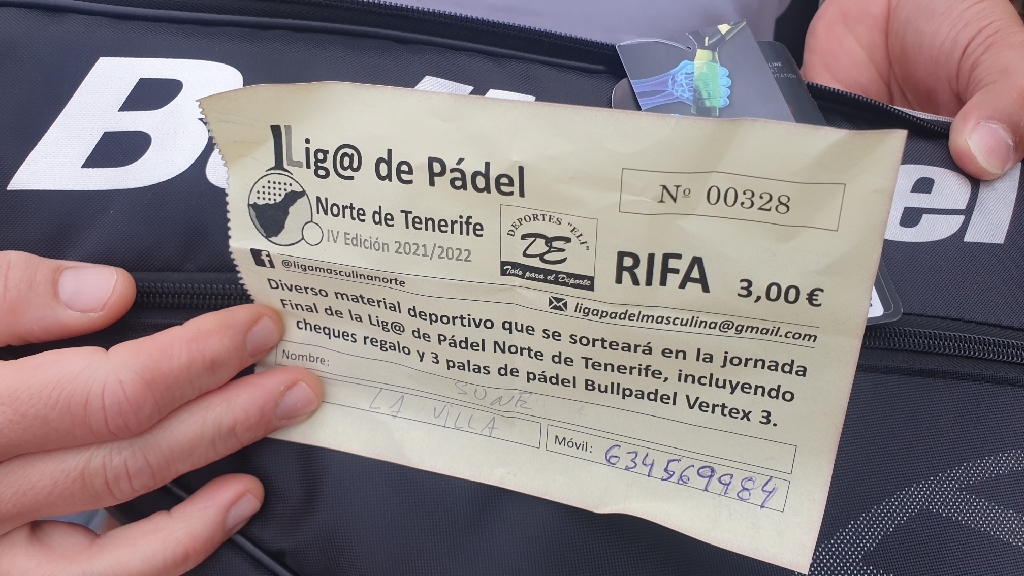 Lig@ de Pádel
Norte de Tenerife
IV Edición 2021/2022
DEPORTES "ELI"
DE
Todo para el Deporte
Nº 00328
RIFA 3,00 €
@ligamasculinanorte
ligapadelmasculina@gmail.com
Diverso material deportivo que se sorteará en la jornada
Final de la Lig@ de Pádel Norte de Tenerife, incluyendo
cheques regalo y 3 palas de pádel Bullpadel Vertex 3.
Nombre: SUNE
LA VILLA
Móvil: 634569984